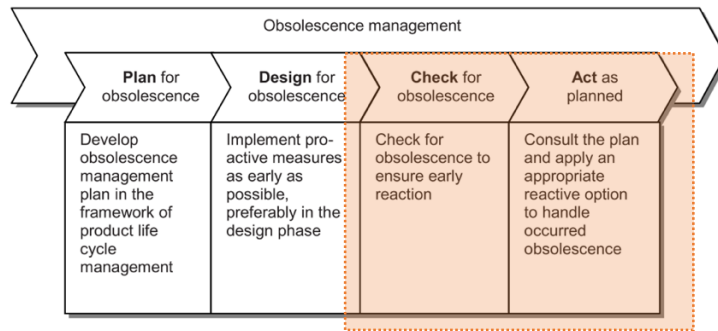 Obsolescence management
Plan for
obsolescence
Design for
obsolescence
Check for
obsolescence
Act as
planned
Develop
obsolescence
management
plan in the
framework of
product life
cycle
management
Implement pro-
active measures
as early as
possible,
preferably in the
design phase
Check for
obsolescence to
ensure early
reaction
Consult the plan
and apply an
appropriate
reactive option
to handle
occurred
obsolescence